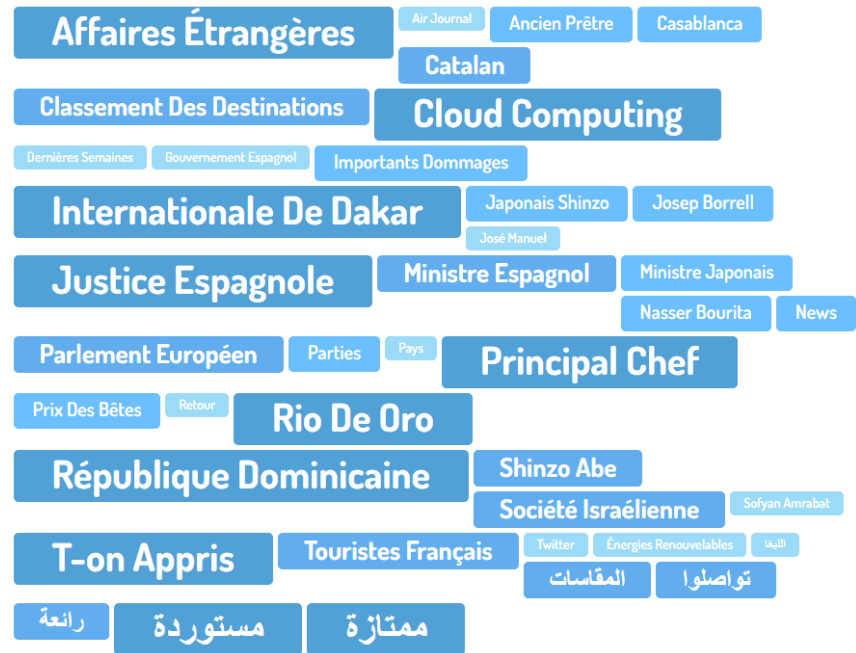 Affaires Étrangères
Air Journal
Ancien Prêtre
Casablanca
Catalan
Classement Des Destinations
Cloud Computing
Dernières Semaines
Gouvernement Espagnol
Importants Dommages
Internationale De Dakar
Japonais Shinzo
Josep Borrell
José Manuel
Justice Espagnole
Ministre Espagnol
Ministre Japonais
Nasser Bourita
News
Parlement Européen
Parties
Pays
Principal Chef
Prix Des Bêtes
Retour
Rio De Oro
République Dominicaine
Shinzo Abe
Société Israélienne
Sofyan Amrabat
T-on Appris
Touristes Français
Twitter
Énergies Renouvelables
الليغا
المقاسات
تواصلوا
رائعة
مستوردة
ممتازة